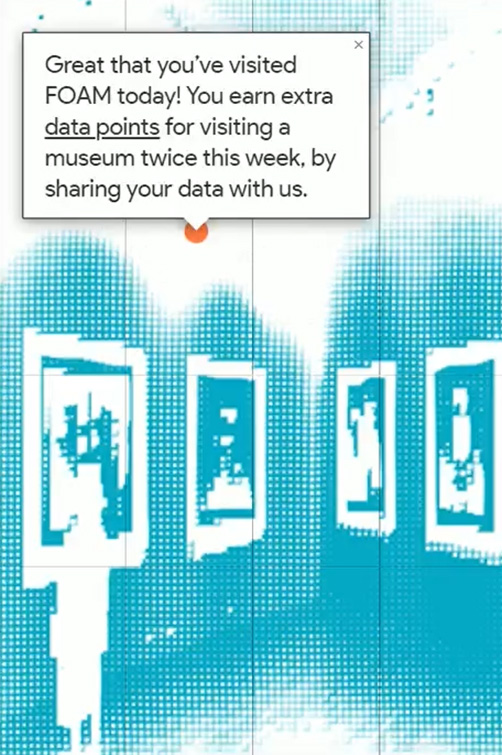 Great that you've visited
FOAM today! You earn extra
data points for visiting a
museum twice this week, by
sharing your data with us.